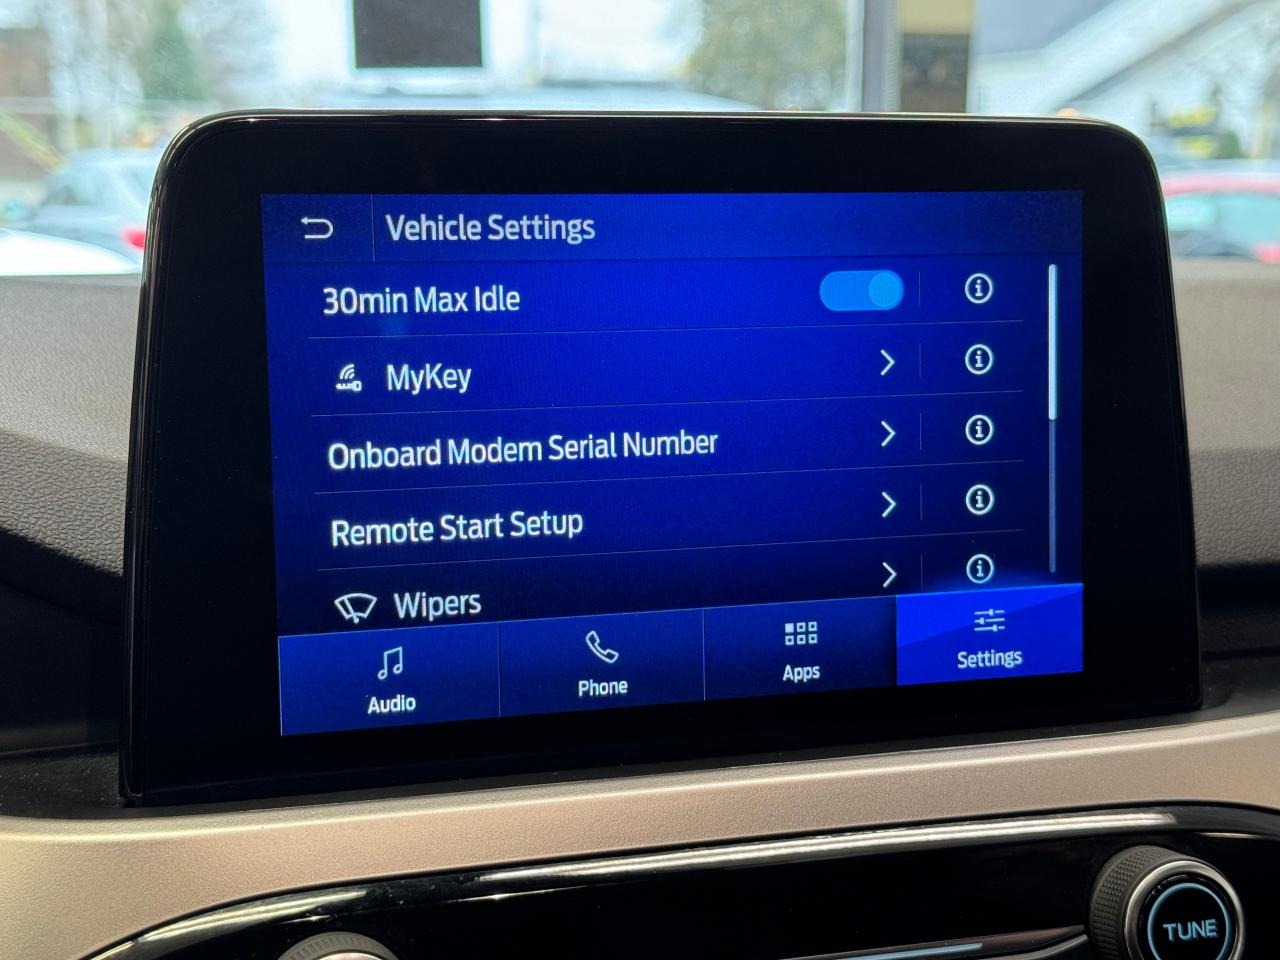 Vehicle Settings
30min Max Idle
MyKey
Onboard Modem Serial Number
Remote Start Setup
Wipers
Audio
Phone
Apps
Settings
TUNE